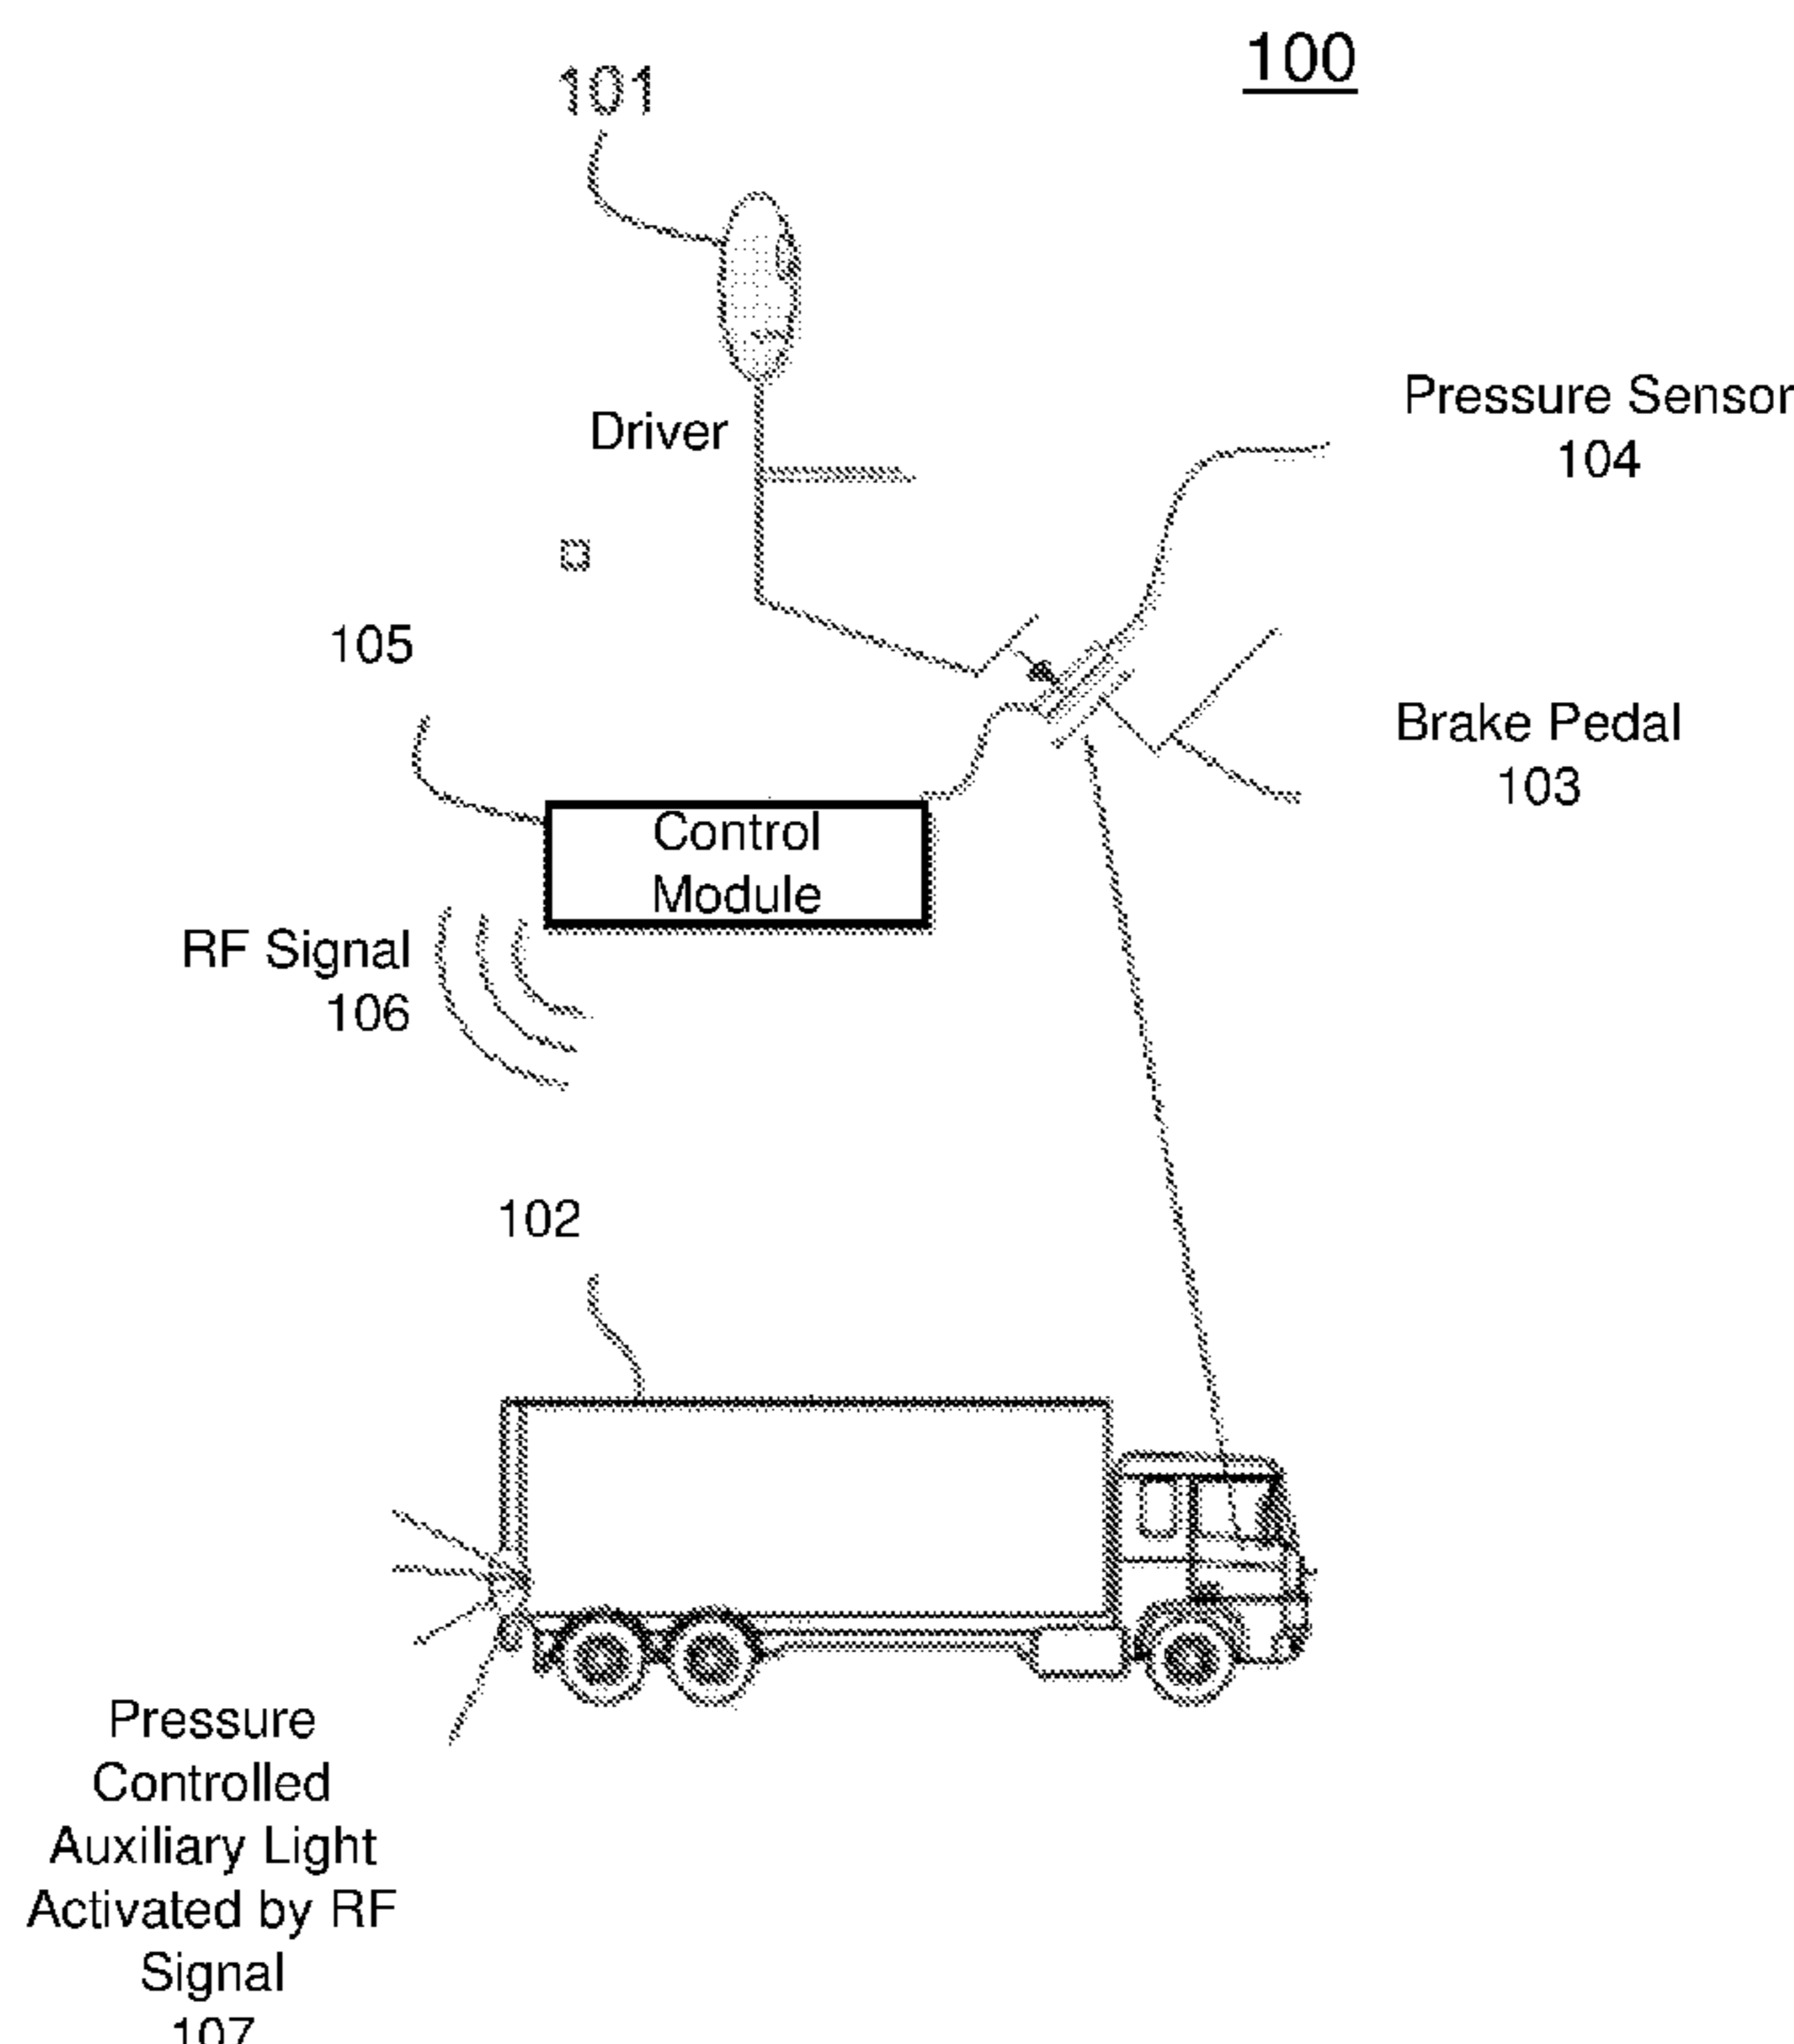 100
101
Driver
Pressure Sensor
104
105
Brake Pedal
103
Control
Module
RF Signal
106
102
Pressure
Controlled
Auxiliary Light
Activated by RF
Signal
107